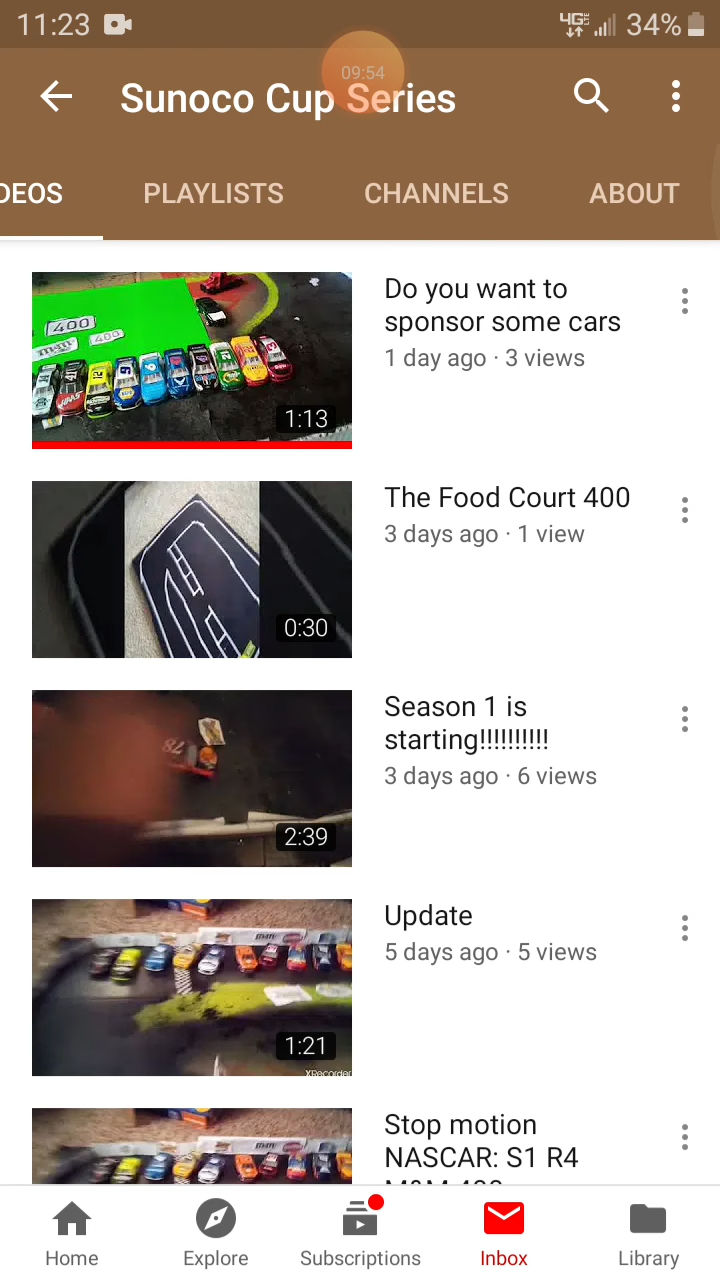 11:23 4G LTE 34%
09:54
Sunoco Cup Series
DEOS PLAYLISTS CHANNELS ABOUT
400
400
1:13
Do you want to
sponsor some cars
1 day ago · 3 views
0:30
The Food Court 400
3 days ago · 1 view
78
2:39
Season 1 is
starting!!!!!!!!!!
3 days ago · 6 views
1:21
XRecorder
Update
5 days ago · 5 views
Stop motion
NASCAR: S1 R4
M&M 400
Home Explore Subscriptions Inbox Library